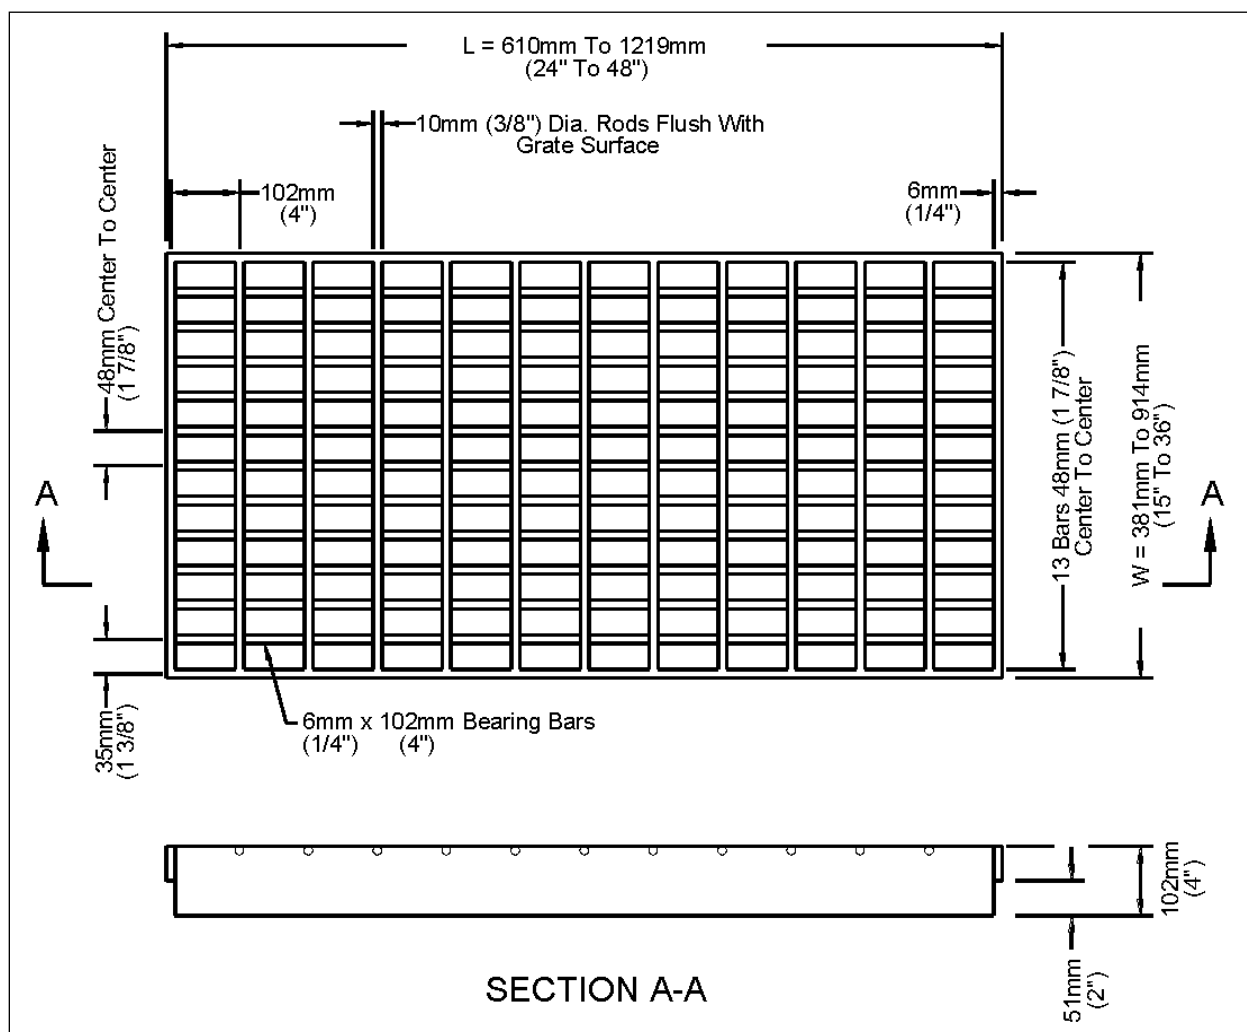 L = 610mm To 1219mm
(24" To 48")
10mm (3/8") Dia. Rods Flush With
Grate Surface
102mm
(4")
6mm
(1/4")
48mm Center To Center
(1 7/8")
13 Bars 48mm (1 7/8")
Center To Center
W = 381mm To 914mm
(15" To 36")
A
A
35mm
(1 3/8")
6mm x 102mm Bearing Bars
(1/4") (4")
102mm
(4")
51mm
(2")
SECTION A-A